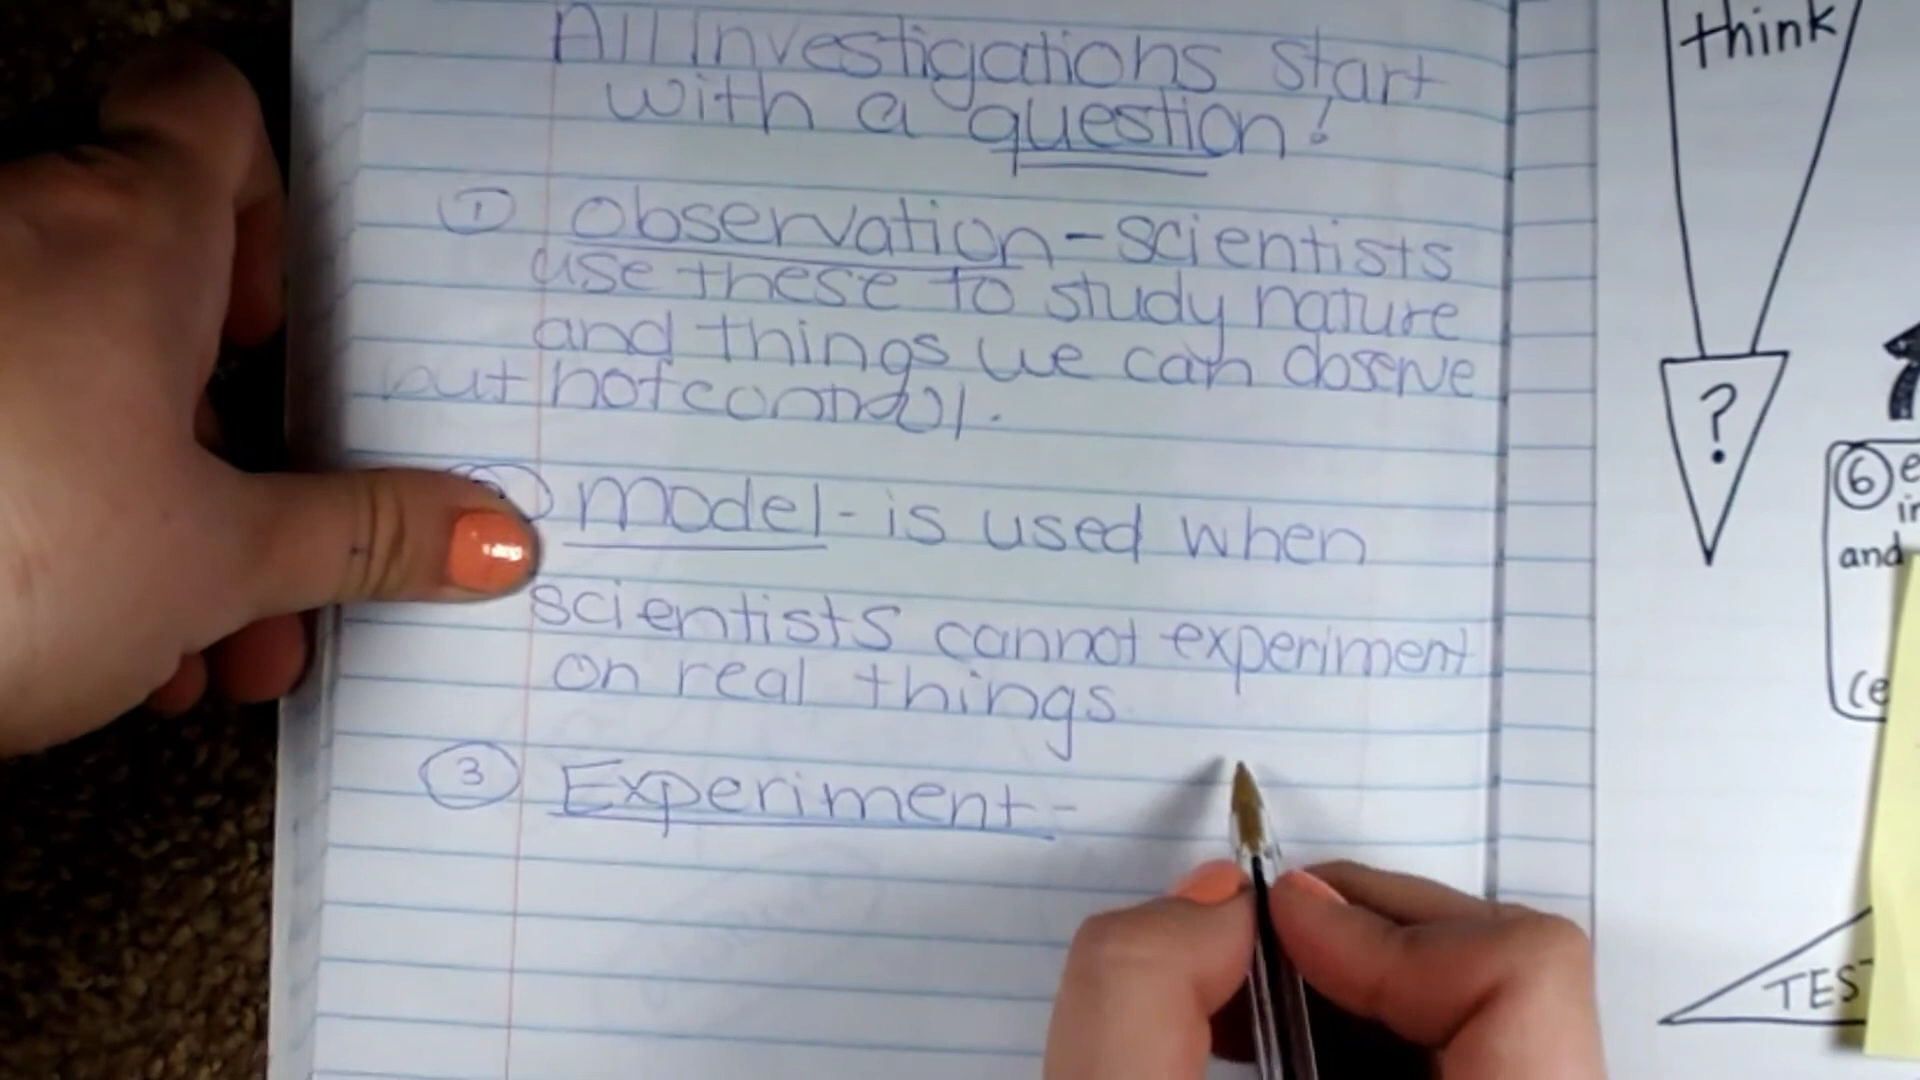 All Investigations start
with a question!
① Observation - scientists
use these to study nature
and things we can observe
but not control.
Model - is used when
scientists cannot experiment
on real things.
③ Experiment -
think
?
⑥
and
TEST